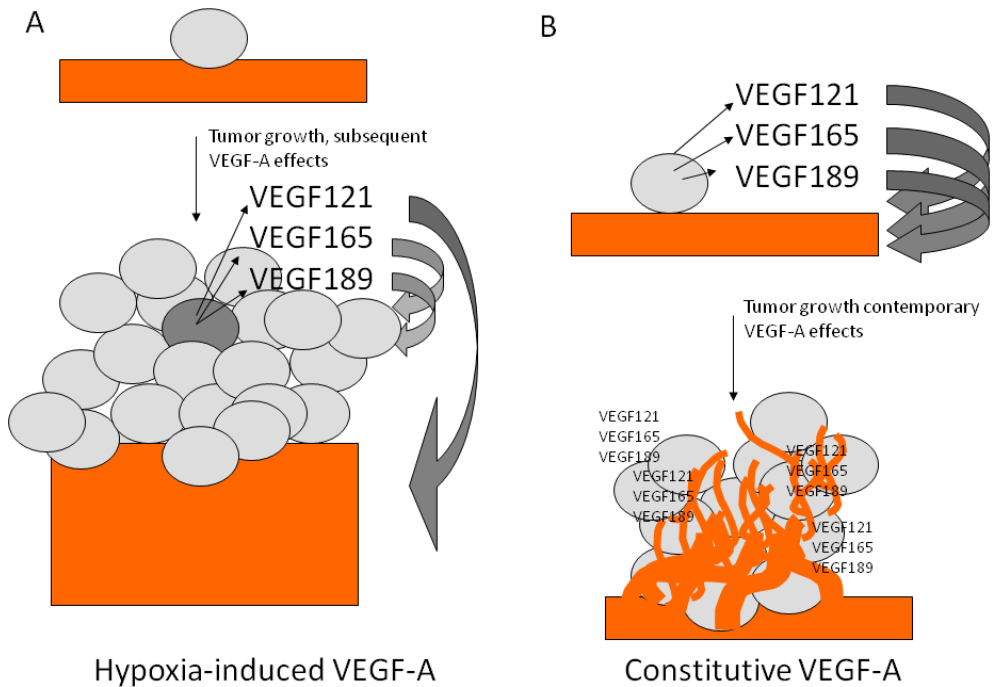 A
Tumor growth, subsequent
VEGF-A effects
VEGF121
VEGF165
VEGF189
Hypoxia-induced VEGF-A
B
VEGF121
VEGF165
VEGF189
Tumor growth contemporary
VEGF-A effects
VEGF121
VEGF165
VEGF189
VEGF121
VEGF165
VEGF189
VEGF121
VEGF165
VEGF189
VEGF121
VEGF165
VEGF189
Constitutive VEGF-A